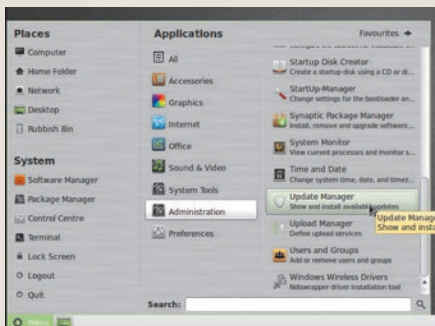 Places
Computer
Home Folder
Network
Desktop
Rubbish Bin
System
Software Manager
Package Manager
Control Centre
Terminal
Lock Screen
Logout
Quit
Applications
All
Accessories
Graphics
Internet
Office
Sound & Video
System Tools
Administration
Preferences
Favourites
Startup Disk Creator
Create a startup disk using a CD or di...
StartUp-Manager
Change settings for the bootloader an...
Synaptic Package Manager
Install, remove and upgrade software...
System Monitor
View current processes and monitor s...
Time and Date
Change system time, date, and timez...
Update Manager
Show and install available updates
Update Manage
Show and insta
Upload Manager
Define upload services
Users and Groups
Add or remove users and groups
Windows Wireless Drivers
Ndiswrapper driver installation tool
Search:
Menu